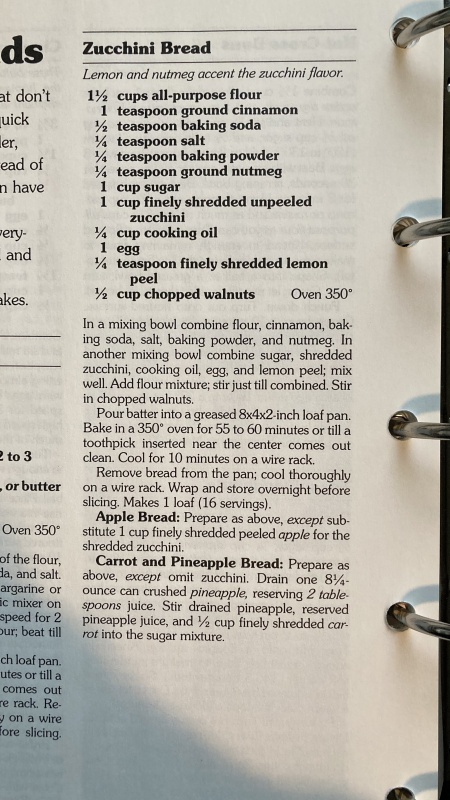 ds
at don't
quick
ler,
ead of
n have
very-
and
akes.
2 to 3
, or butter
Oven 350°
of the flour,
da, and salt.
argarine or
ic mixer on
speed for 2
our; beat till
ch loaf pan.
utes or till a
comes out
re rack. Re-
y on a wire
fore slicing.
Zucchini Bread
Lemon and nutmeg accent the zucchini flavor.
1½ cups all-purpose flour
1 teaspoon ground cinnamon
½ teaspoon baking soda
¼ teaspoon salt
¼ teaspoon baking powder
¼ teaspoon ground nutmeg
1 cup sugar
1 cup finely shredded unpeeled
zucchini
¼ cup cooking oil
1 egg
¼ teaspoon finely shredded lemon
peel
½ cup chopped walnuts Oven 350°
In a mixing bowl combine flour, cinnamon, bak-
ing soda, salt, baking powder, and nutmeg. In
another mixing bowl combine sugar, shredded
zucchini, cooking oil, egg, and lemon peel; mix
well. Add flour mixture; stir just till combined. Stir
in chopped walnuts.
Pour batter into a greased 8x4x2-inch loaf pan.
Bake in a 350° oven for 55 to 60 minutes or till a
toothpick inserted near the center comes out
clean. Cool for 10 minutes on a wire rack.
Remove bread from the pan; cool thoroughly
on a wire rack. Wrap and store overnight before
slicing. Makes 1 loaf (16 servings).
Apple Bread: Prepare as above, except sub-
stitute 1 cup finely shredded peeled apple for the
shredded zucchini.
Carrot and Pineapple Bread: Prepare as
above, except omit zucchini. Drain one 8¼-
ounce can crushed pineapple, reserving 2 table-
spoons juice. Stir drained pineapple, reserved
pineapple juice, and ½ cup finely shredded car-
rot into the sugar mixture.